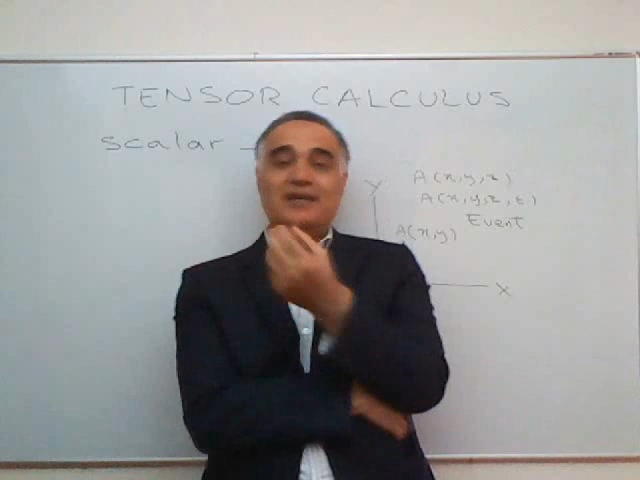 TENSOR CALCULUS
scalar -
Y
A(x,y,z)
A(x,y,z,t)
Event
A(x,y)
X